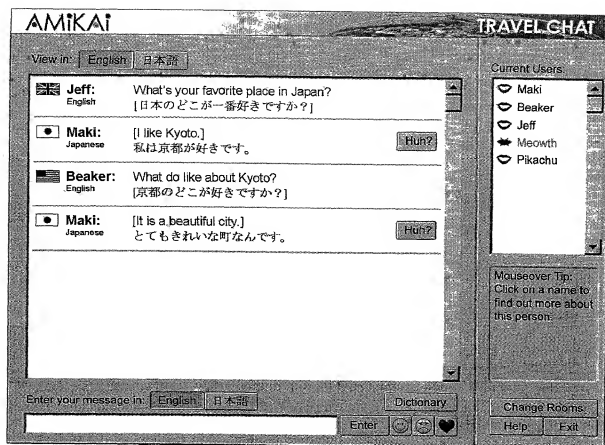 AMiKAi
TRAVEL CHAT
View in: English 日本語
Jeff: What's your favorite place in Japan?
English [日本のどこが一番好きですか？]
Maki: [I like Kyoto.]
Japanese 私は京都が好きです。
Huh?
Beaker: What do like about Kyoto?
English [京都のどこが好きですか？]
Maki: [It is a beautiful city.]
Japanese とてもきれいな町なんです。
Huh?
Enter your message in: English 日本語 Dictionary
Enter
Current Users:
Maki
Beaker
Jeff
Meowth
Pikachu
Mouseover Tip:
Click on a name to
find out more about
this person.
Change Rooms
Help Exit